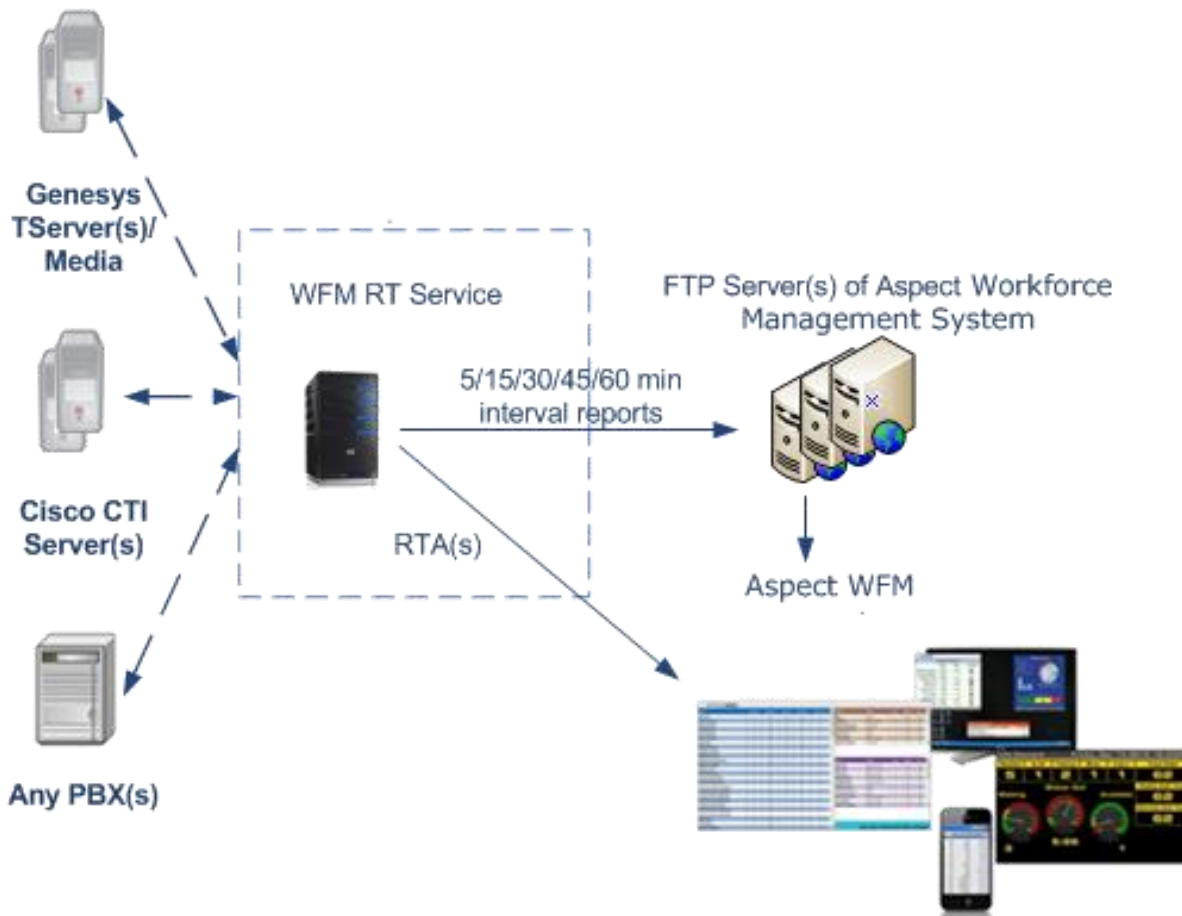 Genesys
TServer(s)/
Media
WFM RT Service
FTP Server(s) of Aspect Workforce
Management System
5/15/30/45/60 min
interval reports
Cisco CTI
Server(s)
RTA(s)
Aspect WFM
Any PBX(s)